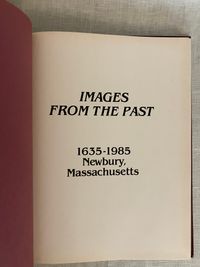 IMAGES
FROM THE PAST
1635-1985
Newbury,
Massachusetts